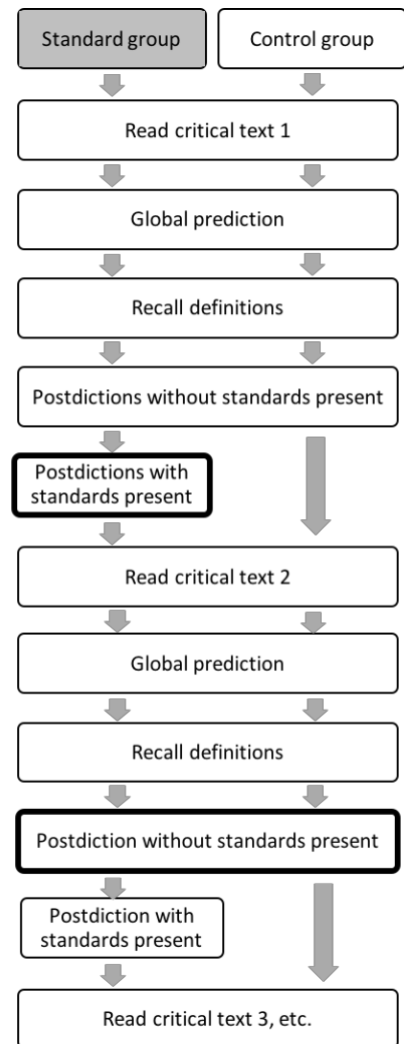 Standard group
Control group
Read critical text 1
Global prediction
Recall definitions
Postdictions without standards present
Postdictions with
standards present
Read critical text 2
Global prediction
Recall definitions
Postdiction without standards present
Postdiction with
standards present
Read critical text 3, etc.